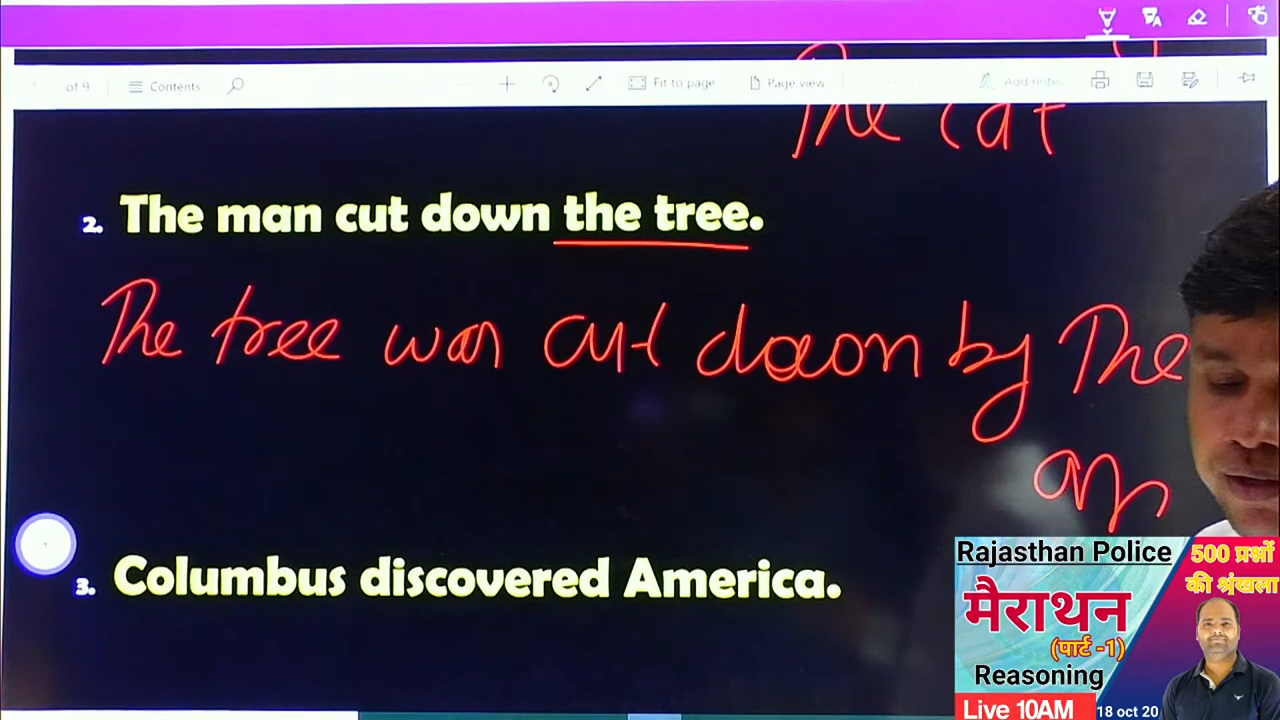 of 9 Contents Fit to page Page view Add notes
The cat
2. The man cut down the tree.
The tree was cut down by The
3. Columbus discovered America.
Rajasthan Police
मैराथन
(पार्ट -1)
Reasoning
Live 10AM
500 प्रश्नों
की श्रृंखला
18 oct 20